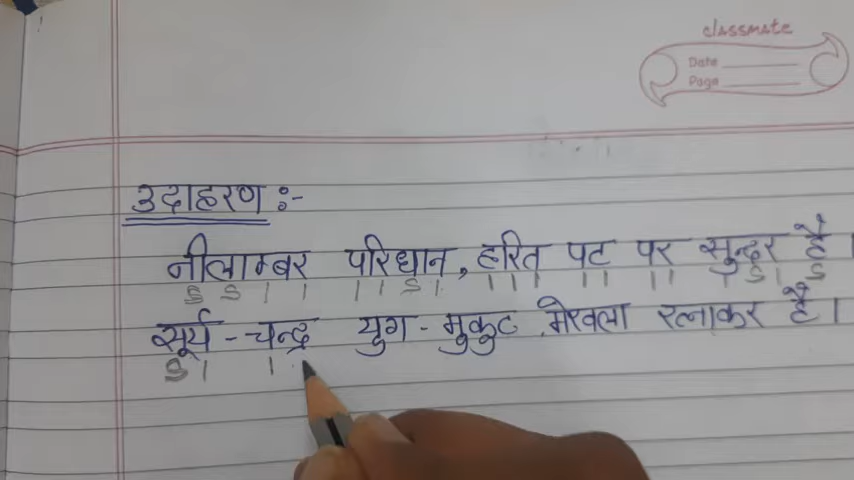 classmate
Date
Page
उदाहरण :-
नीलाम्बर परिधान, हरित पट पर सुन्दर है।
S S I I I I S I I I I I I I I I S I S
सूर्य - चन्द्र युग - मुकुट मेखला रत्नाकर है।
S I I